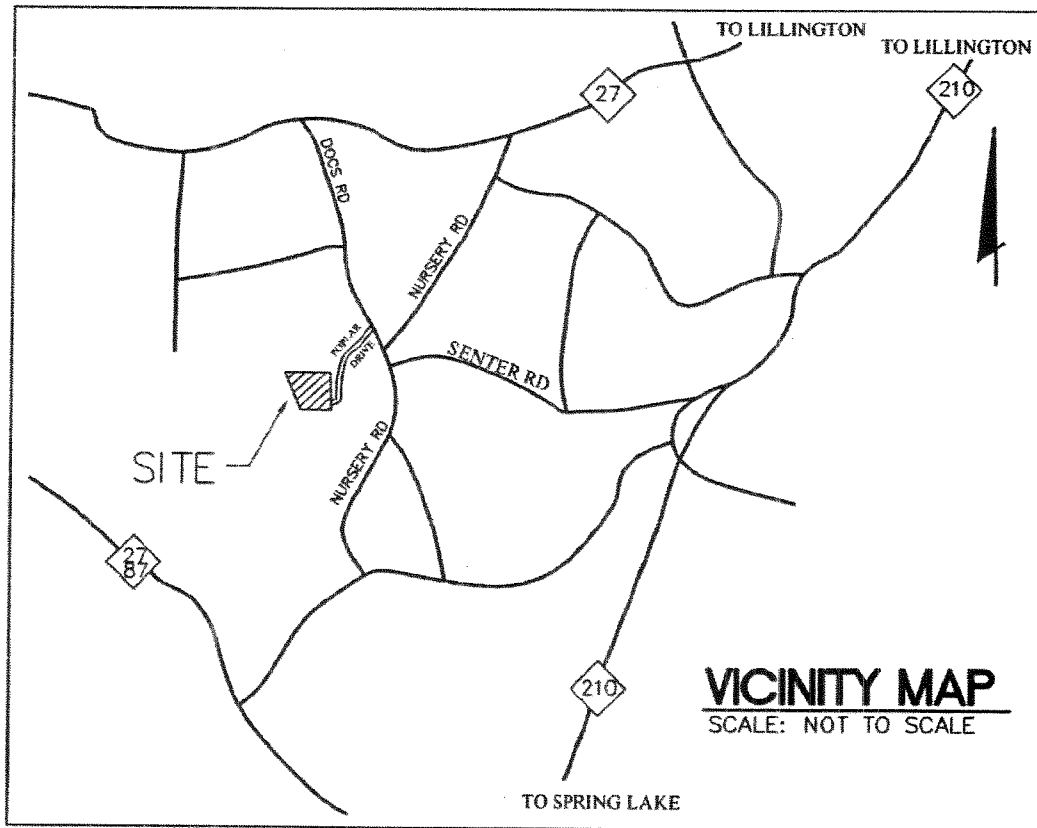 TO LILLINGTON
TO LILLINGTON
27
210
DOCS RD
NURSERY RD
POPLAR
DRIVE
SENTER RD
SITE
NURSERY RD
27
87
210
VICINITY MAP
SCALE: NOT TO SCALE
TO SPRING LAKE